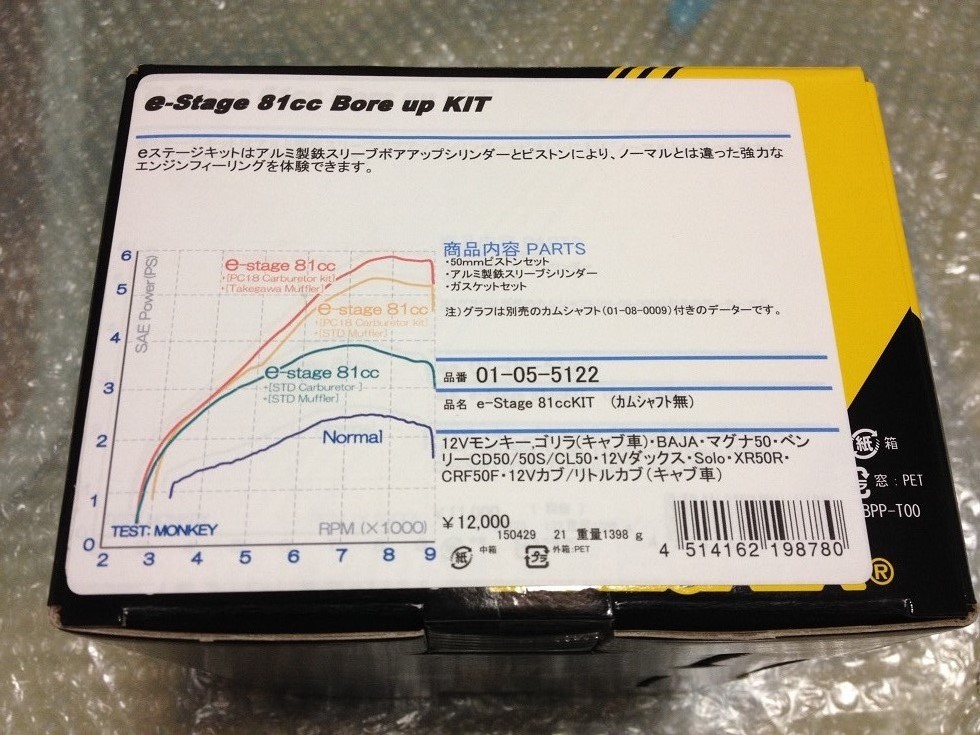 e-Stage 81cc Bore up KIT
eステージキットはアルミ製鉄スリーブボアアップシリンダーとピストンにより、ノーマルとは違った強力な
エンジンフィーリングを体験できます。
商品内容 PARTS
・50mmピストンセット
・アルミ製鉄スリーブシリンダー
・ガスケットセット
注)グラフは別売のカムシャフト(01-08-0009)付きのデーターです。
SAE Power(PS)
6
5
4
3
2
1
0
e-stage 81cc
・[PC18 Carburetor kit]
・[Takegawa Muffler]
e-stage 81cc
・[PC18 Carburetor kit]
・[STD Muffler]
e-stage 81cc
・[STD Carburetor]
・[STD Muffler]
Normal
TEST: MONKEY
RPM (×1000)
2 3 4 5 6 7 8 9
品番 01-05-5122
品名 e-Stage 81ccKIT (カムシャフト無)
12Vモンキー,ゴリラ(キャブ車)・BAJA・マグナ50・ベン
リーCD50/50S/CL50・12Vダックス・Solo・XR50R・
CRF50F・12Vカブ/リトルカブ(キャブ車)
¥12,000
150429 21 重量1398 g
紙 中箱 プラ 外箱:PET
4 514162 198780
紙 箱
窓:PET
BPP-T00
®